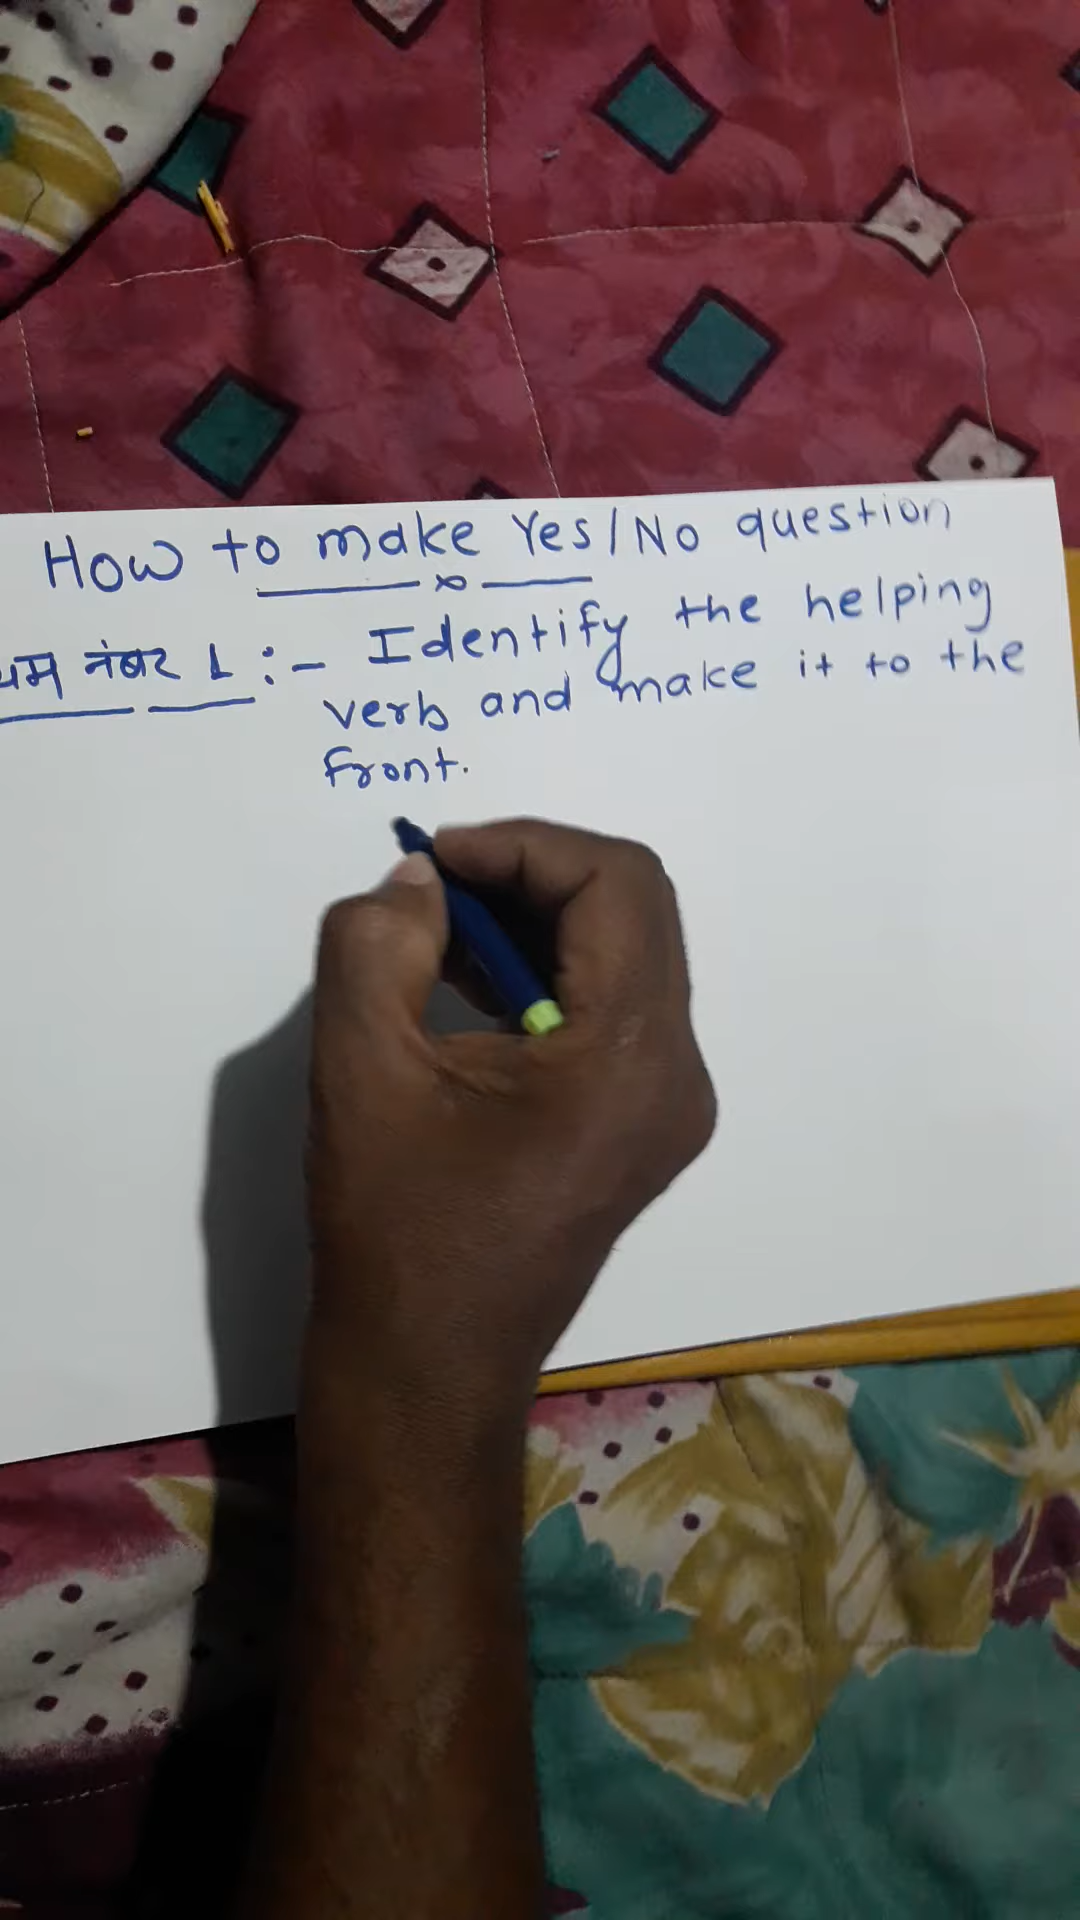 How to make Yes/No question
नंबर 1 :- Identify the helping
verb and make it to the
front.